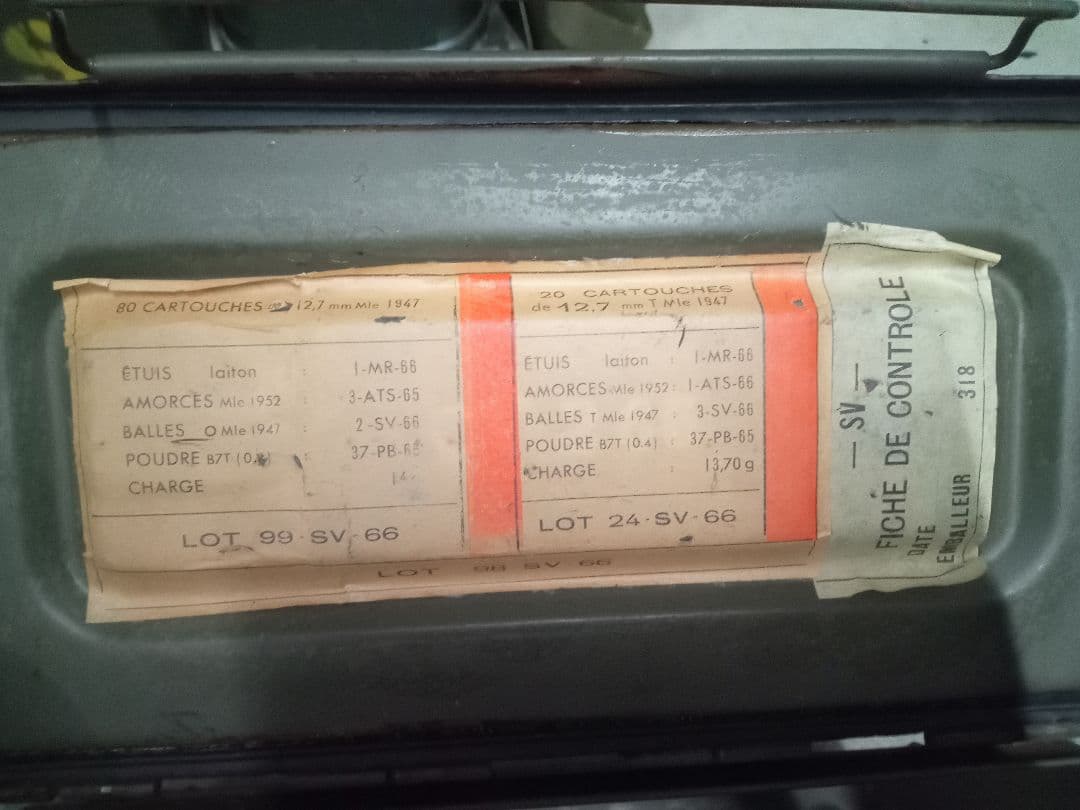 80 CARTOUCHES de 12,7 mm Mle 1947
ÉTUIS laiton : 1-MR-66
AMORCES Mle 1952 : 3-ATS-65
BALLES O Mle 1947 : 2-SV-66
POUDRE B7T (0.4) : 37-PB-65
CHARGE 14
LOT 99-SV-66
20 CARTOUCHES
de 12,7 mm T Mle 1947
ÉTUIS laiton : 1-MR-66
AMORCES Mle 1952 : 1-ATS-66
BALLES T Mle 1947 : 3-SV-66
POUDRE B7T (0.4) : 37-PB-65
CHARGE : 13,70 g
LOT 24-SV-66
LOT 98 SV 66
— SV —
FICHE DE CONTROLE
DATE
EMBALLEUR 318